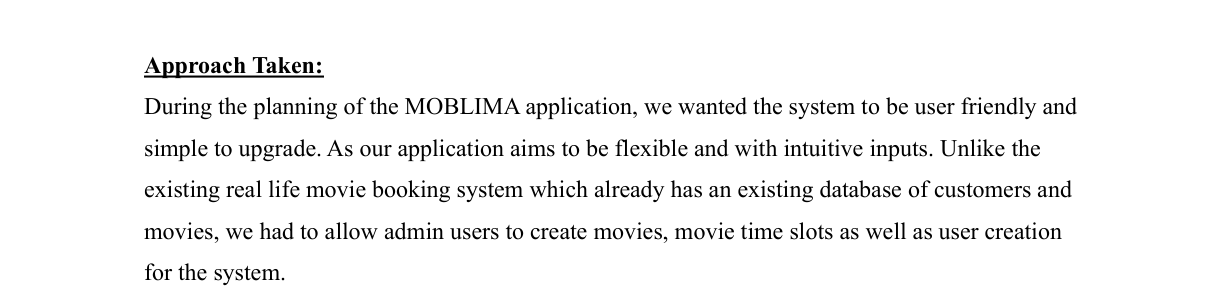 Approach Taken:
During the planning of the MOBLIMA application, we wanted the system to be user friendly and
simple to upgrade. As our application aims to be flexible and with intuitive inputs. Unlike the
existing real life movie booking system which already has an existing database of customers and
movies, we had to allow admin users to create movies, movie time slots as well as user creation
for the system.